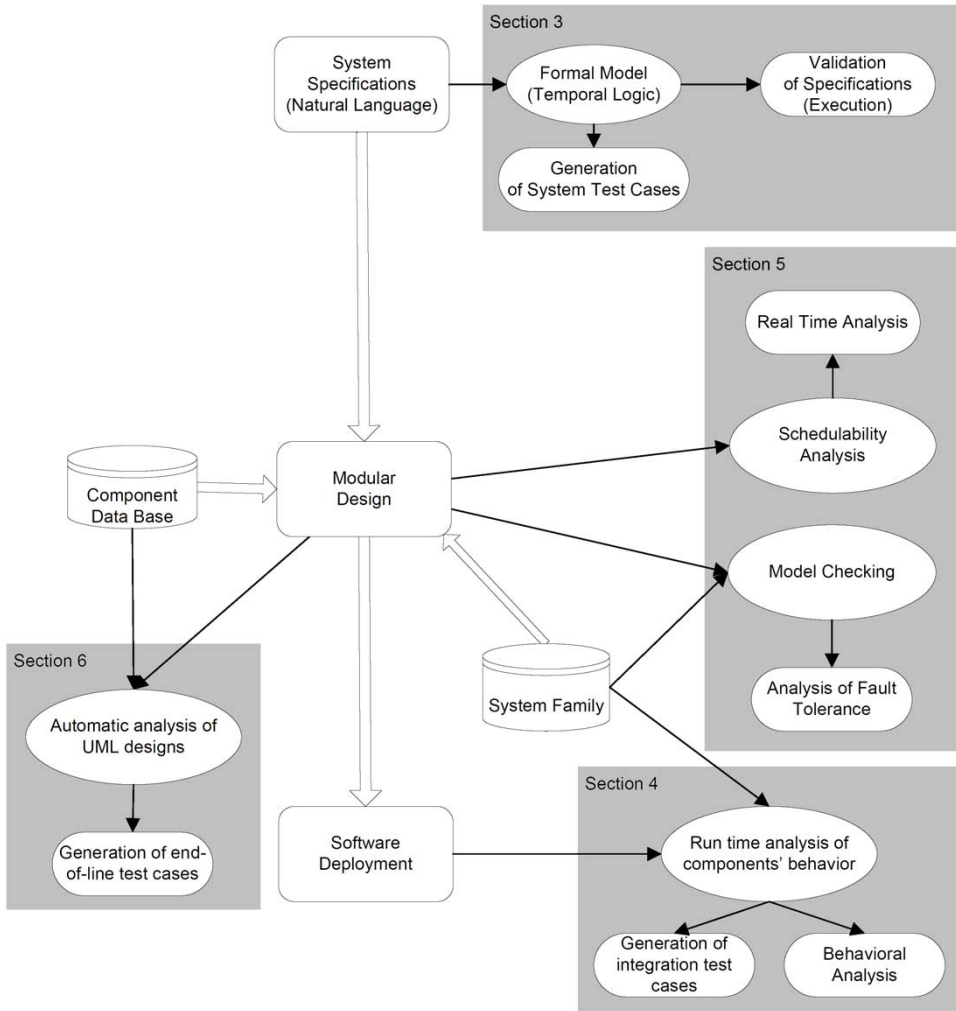 Section 3
System
Specifications
(Natural Language)
Formal Model
(Temporal Logic)
Validation
of Specifications
(Execution)
Generation
of System Test Cases
Section 5
Real Time Analysis
Schedulability
Analysis
Component
Data Base
Modular
Design
Model Checking
Section 6
System Family
Analysis of Fault
Tolerance
Automatic analysis of
UML designs
Section 4
Generation of end-
of-line test cases
Software
Deployment
Run time analysis of
components' behavior
Generation of
integration test
cases
Behavioral
Analysis